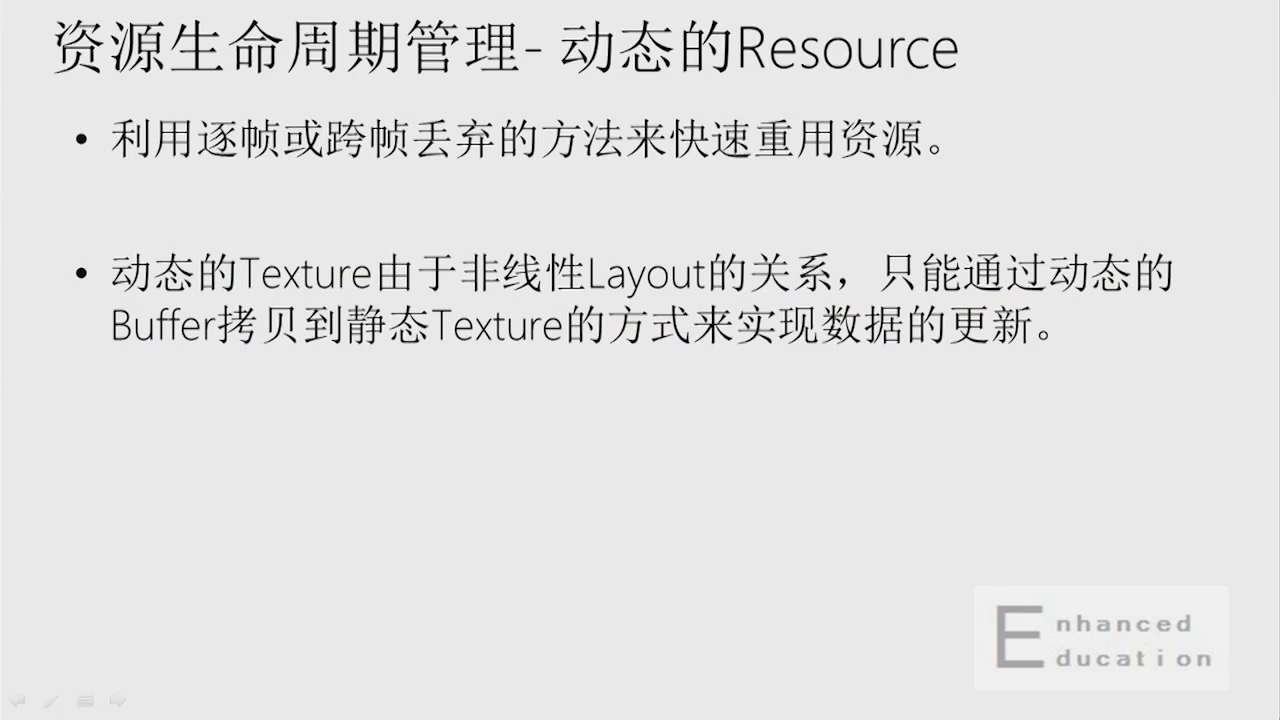 资源生命周期管理- 动态的Resource
• 利用逐帧或跨帧丢弃的方法来快速重用资源。
• 动态的Texture由于非线性Layout的关系，只能通过动态的
Buffer拷贝到静态Texture的方式来实现数据的更新。
Enhanced
Education